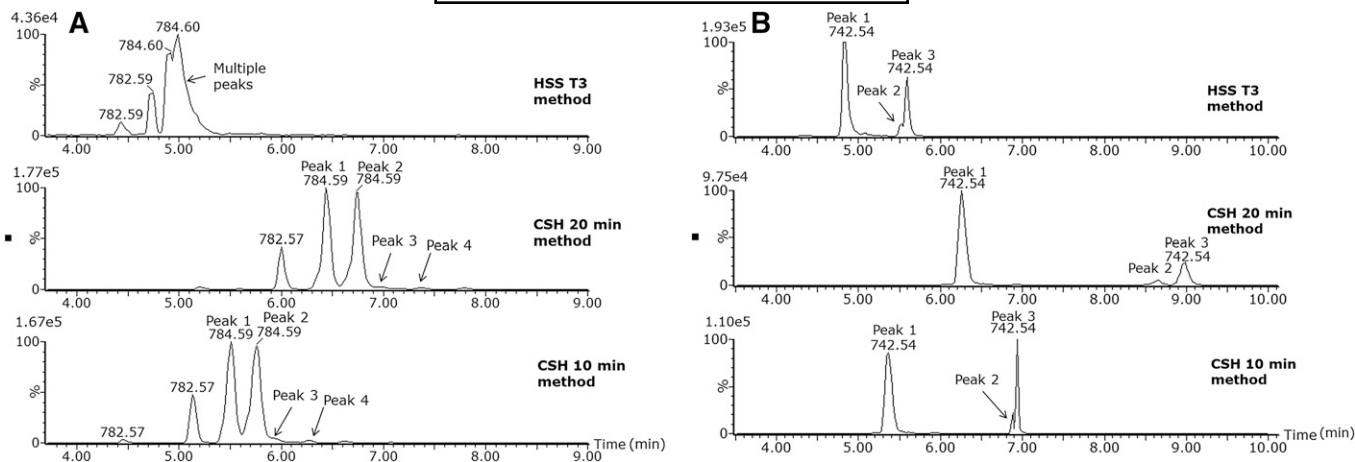 A
4.36e4
100
%
0
784.60
784.60
782.59
782.59
Multiple
peaks
HSS T3
method
4.00 5.00 6.00 7.00 8.00 9.00
1.77e5
100
%
0
Peak 1 Peak 2
784.59 784.59
782.57
Peak 3
Peak 4
CSH 20 min
method
4.00 5.00 6.00 7.00 8.00 9.00
1.67e5
100
%
0
Peak 1 Peak 2
784.59 784.59
782.57
782.57
Peak 3
Peak 4
CSH 10 min
method
4.00 5.00 6.00 7.00 8.00 9.00
Time (min)
B
1.93e5
100
%
0
Peak 1
742.54
Peak 2
Peak 3
742.54
HSS T3
method
4.00 5.00 6.00 7.00 8.00 9.00 10.00
9.75e4
100
%
0
Peak 1
742.54
Peak 2
Peak 3
742.54
CSH 20 min
method
4.00 5.00 6.00 7.00 8.00 9.00 10.00
1.10e5
100
%
0
Peak 1
742.54
Peak 2
Peak 3
742.54
CSH 10 min
method
4.00 5.00 6.00 7.00 8.00 9.00 10.00
Time (min)